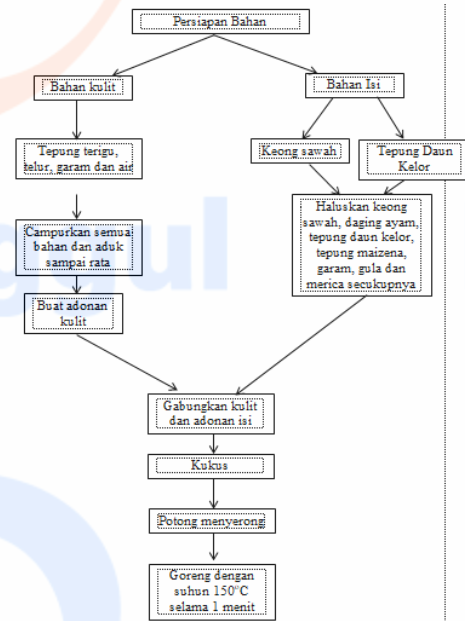 Persiapan Bahan
Bahan kulit
Bahan Isi
Tepung terigu,
telur, garam dan air
Keong sawah
Tepung Daun
Kelor
Campurkan semua
bahan dan aduk
sampai rata
Haluskan keong
sawah, daging ayam,
tepung daun kelor,
tepung maizena,
garam, gula dan
merica secukupnya
Buat adonan
kulit
Gabungkan kulit
dan adonan isi
Kukus
Potong menyerong
Goreng dengan
suhun 150°C
selama 1 menit
ggul